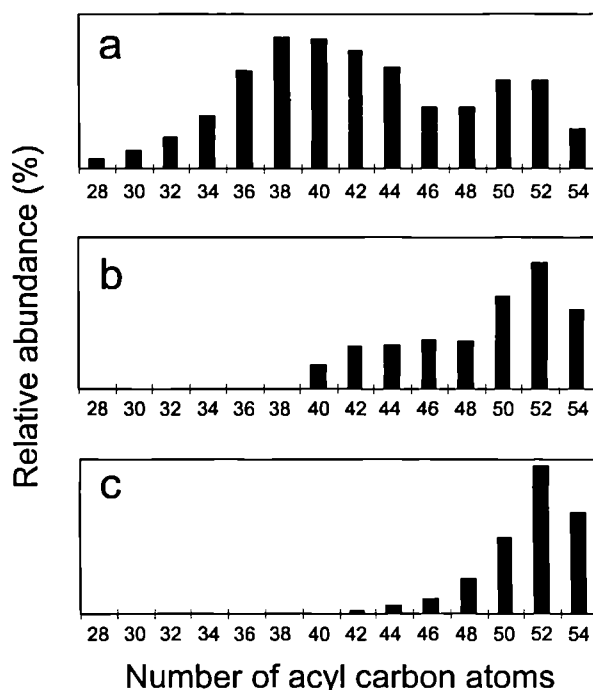 Relative abundance (%)
a
28 30 32 34 36 38 40 42 44 46 48 50 52 54
b
28 30 32 34 36 38 40 42 44 46 48 50 52 54
c
28 30 32 34 36 38 40 42 44 46 48 50 52 54
Number of acyl carbon atoms